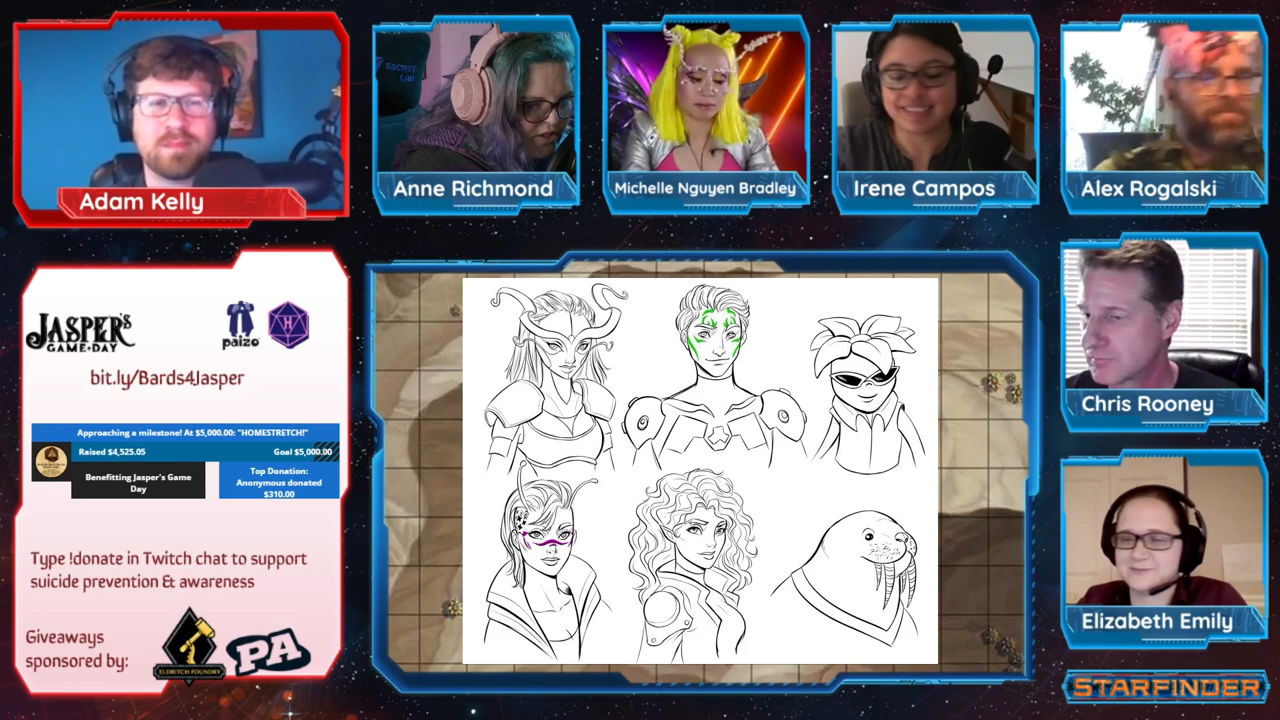 Adam Kelly
SECRET
LAB
Anne Richmond
Michelle Nguyen Bradley
Irene Campos
Alex Rogalski
JASPER'S
GAME DAY
paizo
H
bit.ly/Bards4Jasper
Approaching a milestone! At $5,000.00: "HOMESTRETCH!"
Raised $4,525.05
Goal $5,000.00
Benefitting Jasper's Game
Day
Top Donation:
Anonymous donated
$310.00
Type !donate in Twitch chat to support
suicide prevention & awareness
Giveaways
sponsored by:
ELDRITCH FOUNDRY
PA
Chris Rooney
Elizabeth Emily
STARFINDER